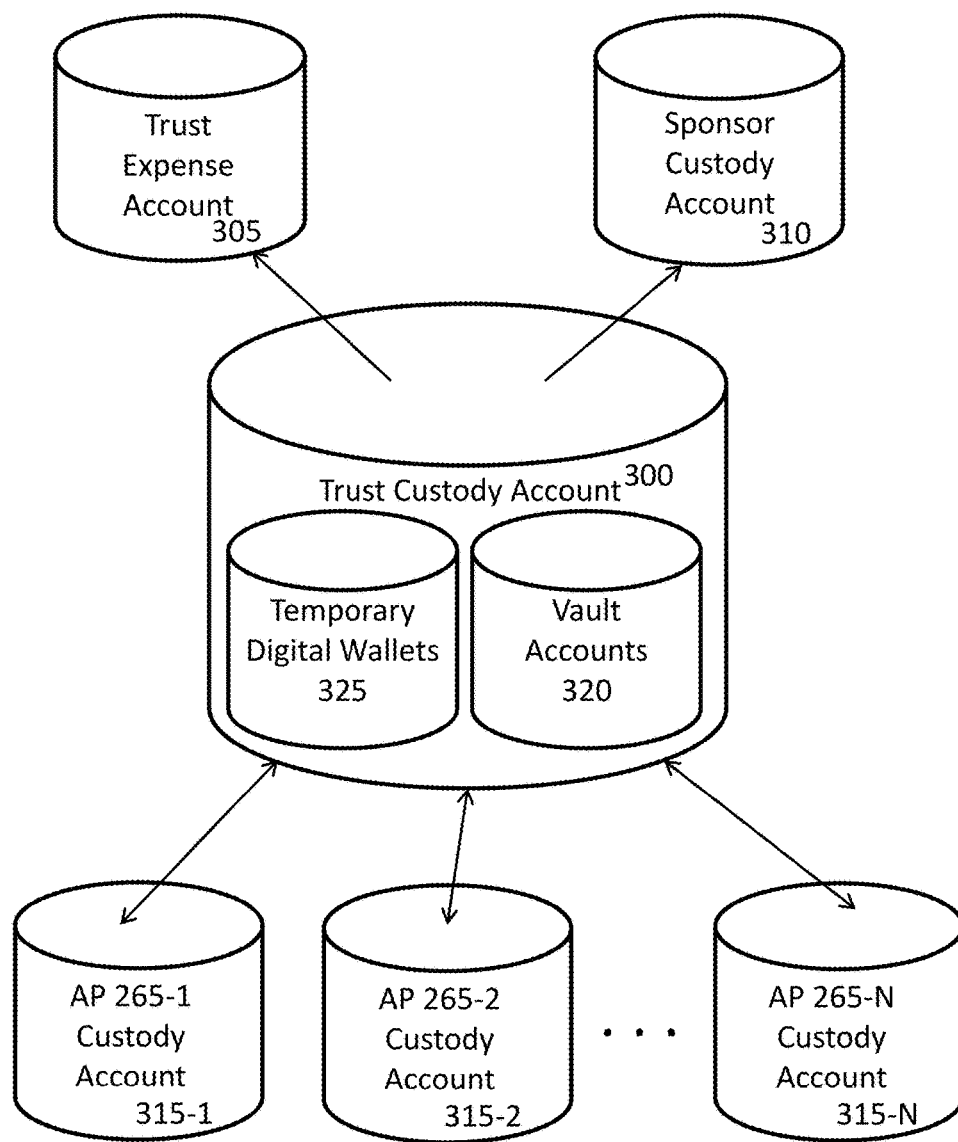 Trust
Expense
Account
305
Sponsor
Custody
Account
310
Trust Custody Account 300
Temporary
Digital Wallets
325
Vault
Accounts
320
AP 265-1
Custody
Account
315-1
AP 265-2
Custody
Account
315-2
. . .
AP 265-N
Custody
Account
315-N